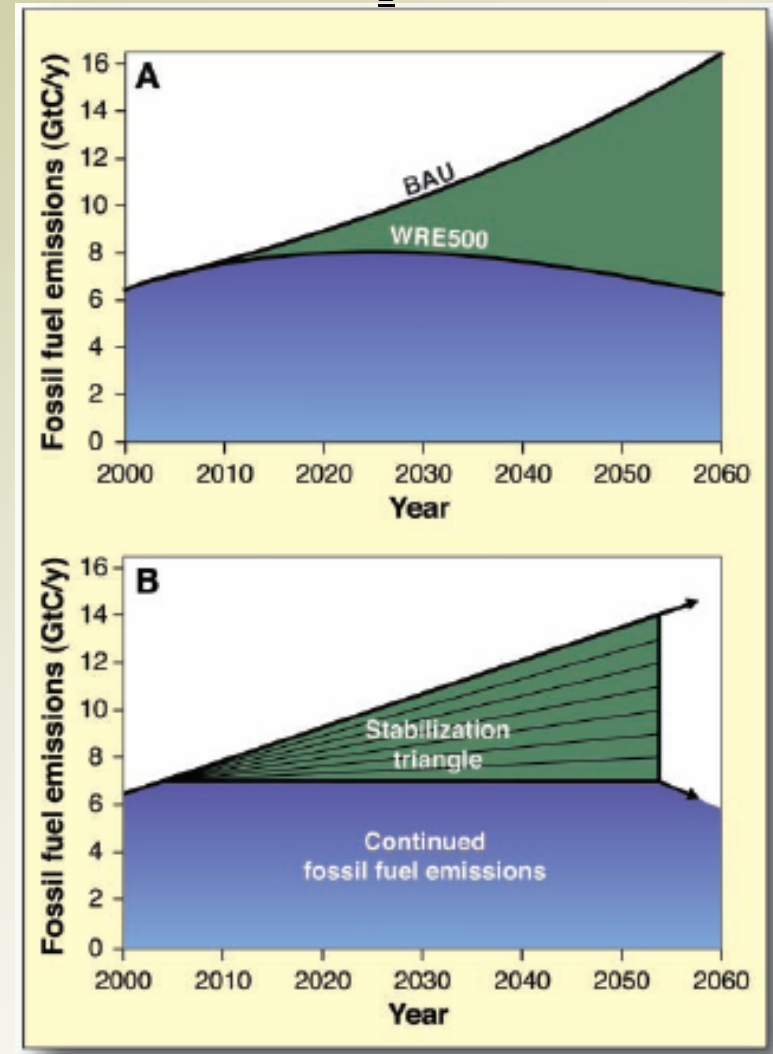 A
Fossil fuel emissions (GtC/y)
16
14
12
10
8
6
4
2
0
BAU
WRE500
2000 2010 2020 2030 2040 2050 2060
Year
B
Fossil fuel emissions (GtC/y)
16
14
12
10
8
6
4
2
0
Stabilization
triangle
Continued
fossil fuel emissions
2000 2010 2020 2030 2040 2050 2060
Year